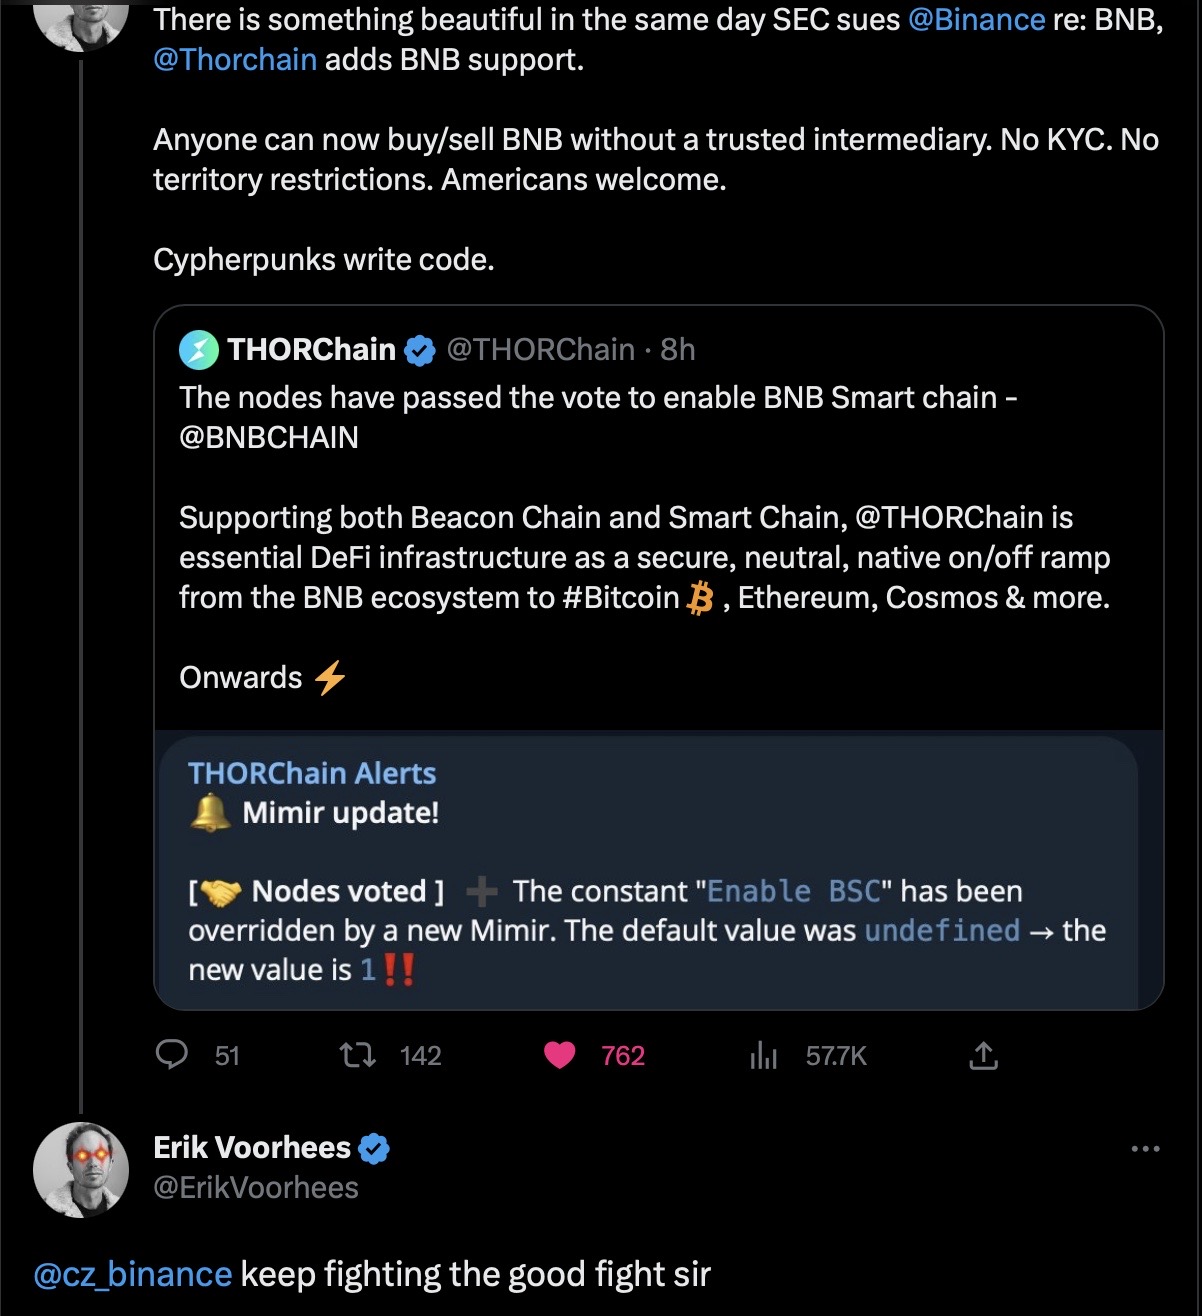 There is something beautiful in the same day SEC sues @Binance re: BNB,
@Thorchain adds BNB support.
Anyone can now buy/sell BNB without a trusted intermediary. No KYC. No
territory restrictions. Americans welcome.
Cypherpunks write code.
THORChain @THORChain · 8h
The nodes have passed the vote to enable BNB Smart chain -
@BNBCHAIN
Supporting both Beacon Chain and Smart Chain, @THORChain is
essential DeFi infrastructure as a secure, neutral, native on/off ramp
from the BNB ecosystem to #Bitcoin ₿ , Ethereum, Cosmos & more.
Onwards ⚡
THORChain Alerts
🔔 Mimir update!
[🤝 Nodes voted ] ➕ The constant "Enable BSC" has been
overridden by a new Mimir. The default value was undefined → the
new value is 1‼️
51 142 762 57.7K
Erik Voorhees
@ErikVoorhees
@cz_binance keep fighting the good fight sir